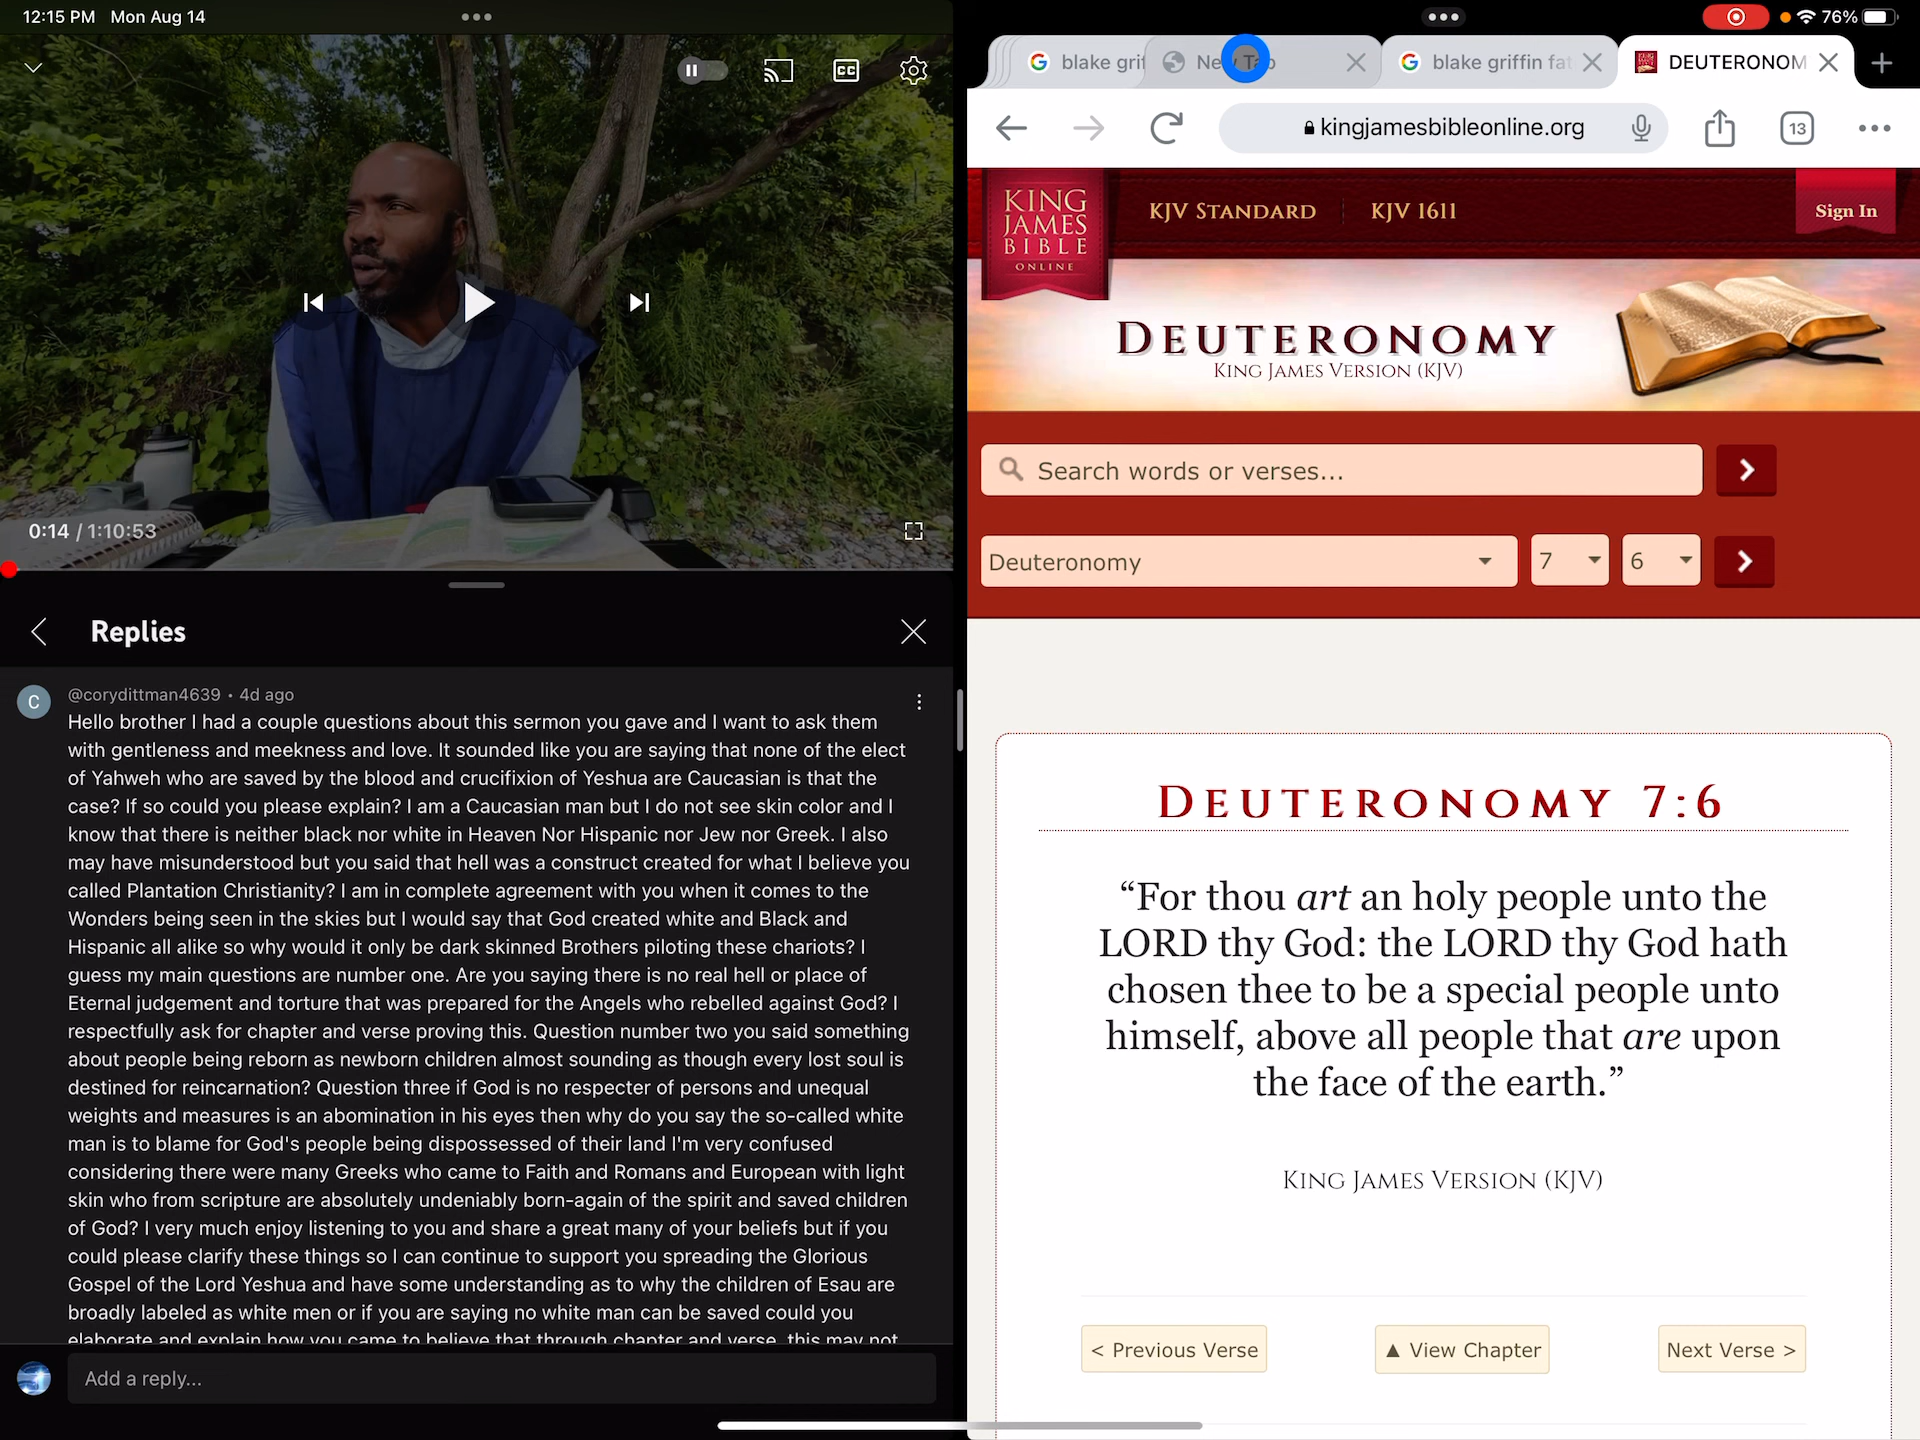 12:15 PM Mon Aug 14
76%
CC
0:14 / 1:10:53
Replies
C
@corydittman4639 • 4d ago
Hello brother I had a couple questions about this sermon you gave and I want to ask them
with gentleness and meekness and love. It sounded like you are saying that none of the elect
of Yahweh who are saved by the blood and crucifixion of Yeshua are Caucasian is that the
case? If so could you please explain? I am a Caucasian man but I do not see skin color and I
know that there is neither black nor white in Heaven Nor Hispanic nor Jew nor Greek. I also
may have misunderstood but you said that hell was a construct created for what I believe you
called Plantation Christianity? I am in complete agreement with you when it comes to the
Wonders being seen in the skies but I would say that God created white and Black and
Hispanic all alike so why would it only be dark skinned Brothers piloting these chariots? I
guess my main questions are number one. Are you saying there is no real hell or place of
Eternal judgement and torture that was prepared for the Angels who rebelled against God? I
respectfully ask for chapter and verse proving this. Question number two you said something
about people being reborn as newborn children almost sounding as though every lost soul is
destined for reincarnation? Question three if God is no respecter of persons and unequal
weights and measures is an abomination in his eyes then why do you say the so-called white
man is to blame for God's people being dispossessed of their land I'm very confused
considering there were many Greeks who came to Faith and Romans and European with light
skin who from scripture are absolutely undeniably born-again of the spirit and saved children
of God? I very much enjoy listening to you and share a great many of your beliefs but if you
could please clarify these things so I can continue to support you spreading the Glorious
Gospel of the Lord Yeshua and have some understanding as to why the children of Esau are
broadly labeled as white men or if you are saying no white man can be saved could you
elaborate and explain how you came to believe that through chapter and verse. this may not
Add a reply...
blake grif
New Tab
blake griffin fat
DEUTERONOM
kingjamesbibleonline.org
13
KING
JAMES
BIBLE
ONLINE
KJV STANDARD
KJV 1611
Sign In
DEUTERONOMY
KING JAMES VERSION (KJV)
Search words or verses...
Deuteronomy
7
6
DEUTERONOMY 7:6
“For thou art an holy people unto the
LORD thy God: the LORD thy God hath
chosen thee to be a special people unto
himself, above all people that are upon
the face of the earth.”
KING JAMES VERSION (KJV)
< Previous Verse
▲ View Chapter
Next Verse >